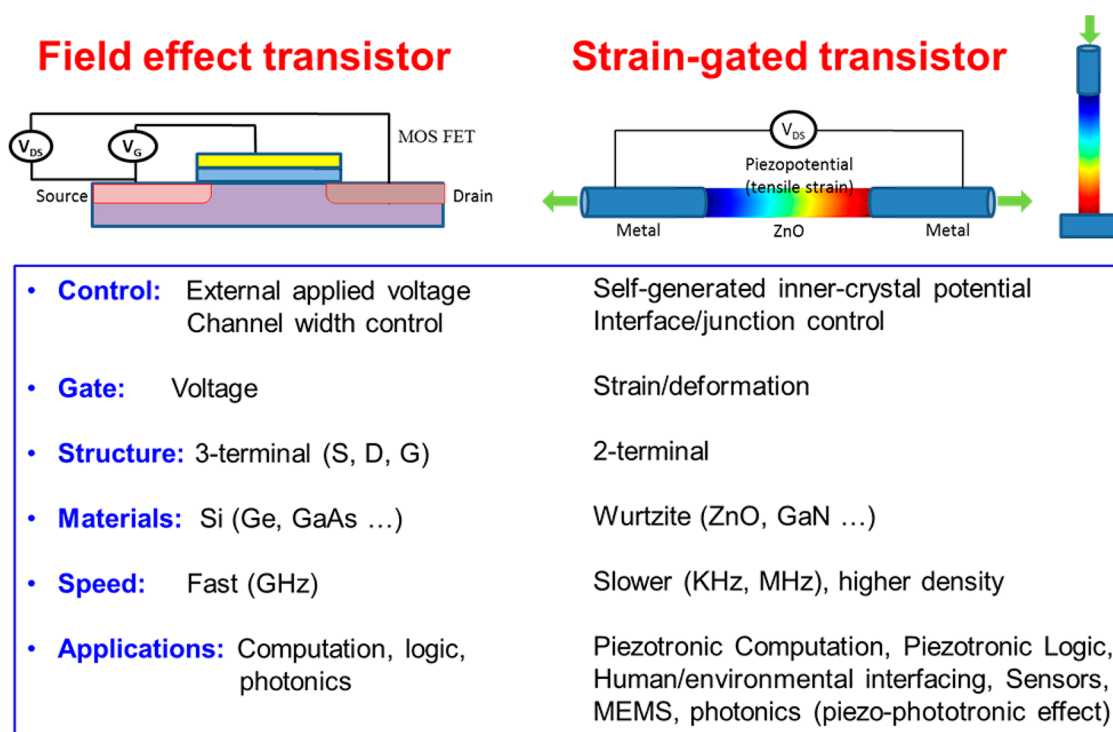 Field effect transistor
Strain-gated transistor
VDS
VG
MOS FET
Source
Drain
VDS
Piezopotential
(tensile strain)
Metal
ZnO
Metal
• Control: External applied voltage
Channel width control
Self-generated inner-crystal potential
Interface/junction control
• Gate: Voltage
Strain/deformation
• Structure: 3-terminal (S, D, G)
2-terminal
• Materials: Si (Ge, GaAs ...)
Wurtzite (ZnO, GaN ...)
• Speed: Fast (GHz)
Slower (KHz, MHz), higher density
• Applications: Computation, logic,
photonics
Piezotronic Computation, Piezotronic Logic,
Human/environmental interfacing, Sensors,
MEMS, photonics (piezo-phototronic effect)